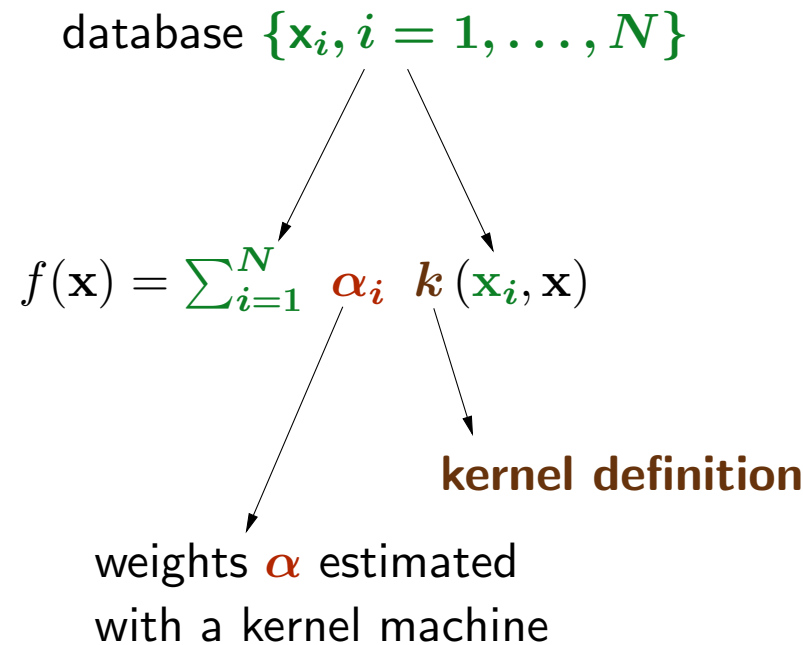 database {x_i, i = 1, . . . , N}
f(x) = ∑_{i=1}^{N} α_i k (x_i, x)
kernel definition
weights α estimated
with a kernel machine